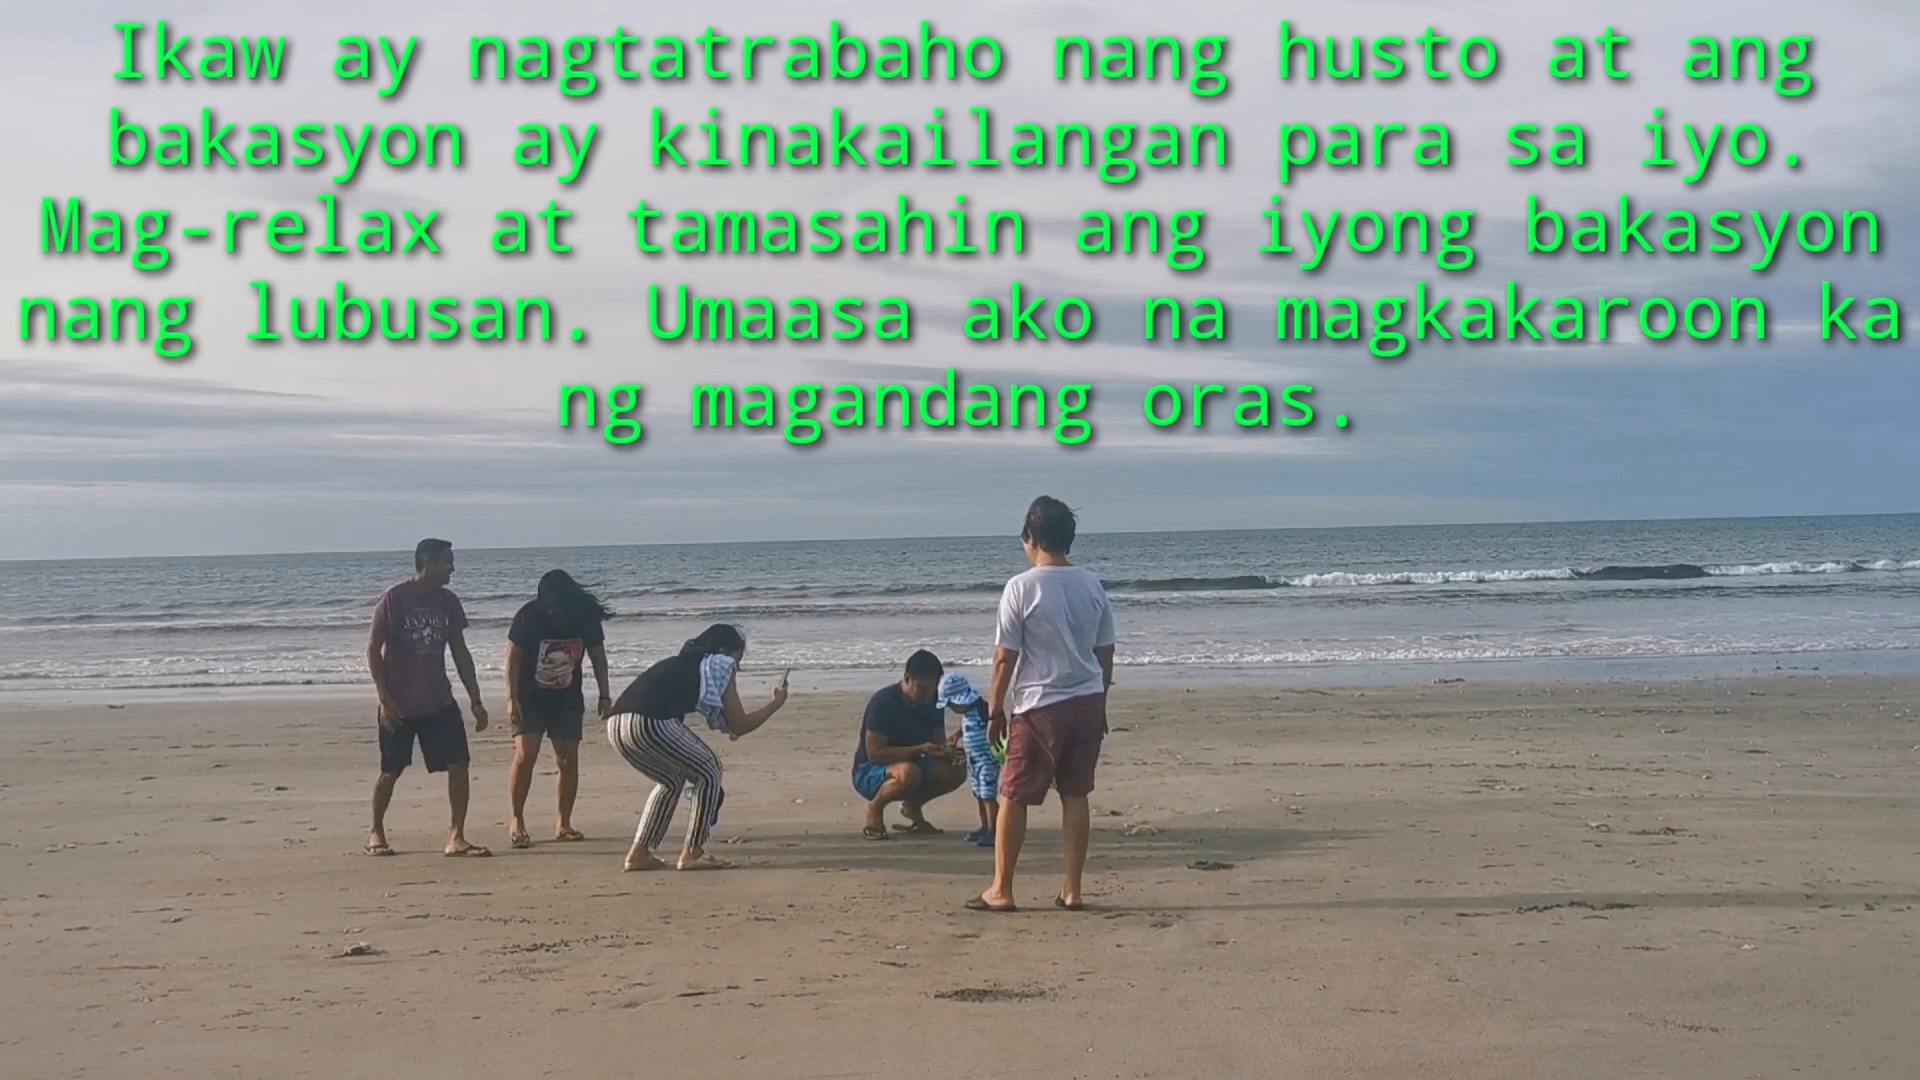 Ikaw ay nagtatrabaho nang husto at ang
bakasyon ay kinakailangan para sa iyo.
Mag-relax at tamasahin ang iyong bakasyon
nang lubusan. Umaasa ako na magkakaroon ka
ng magandang oras.